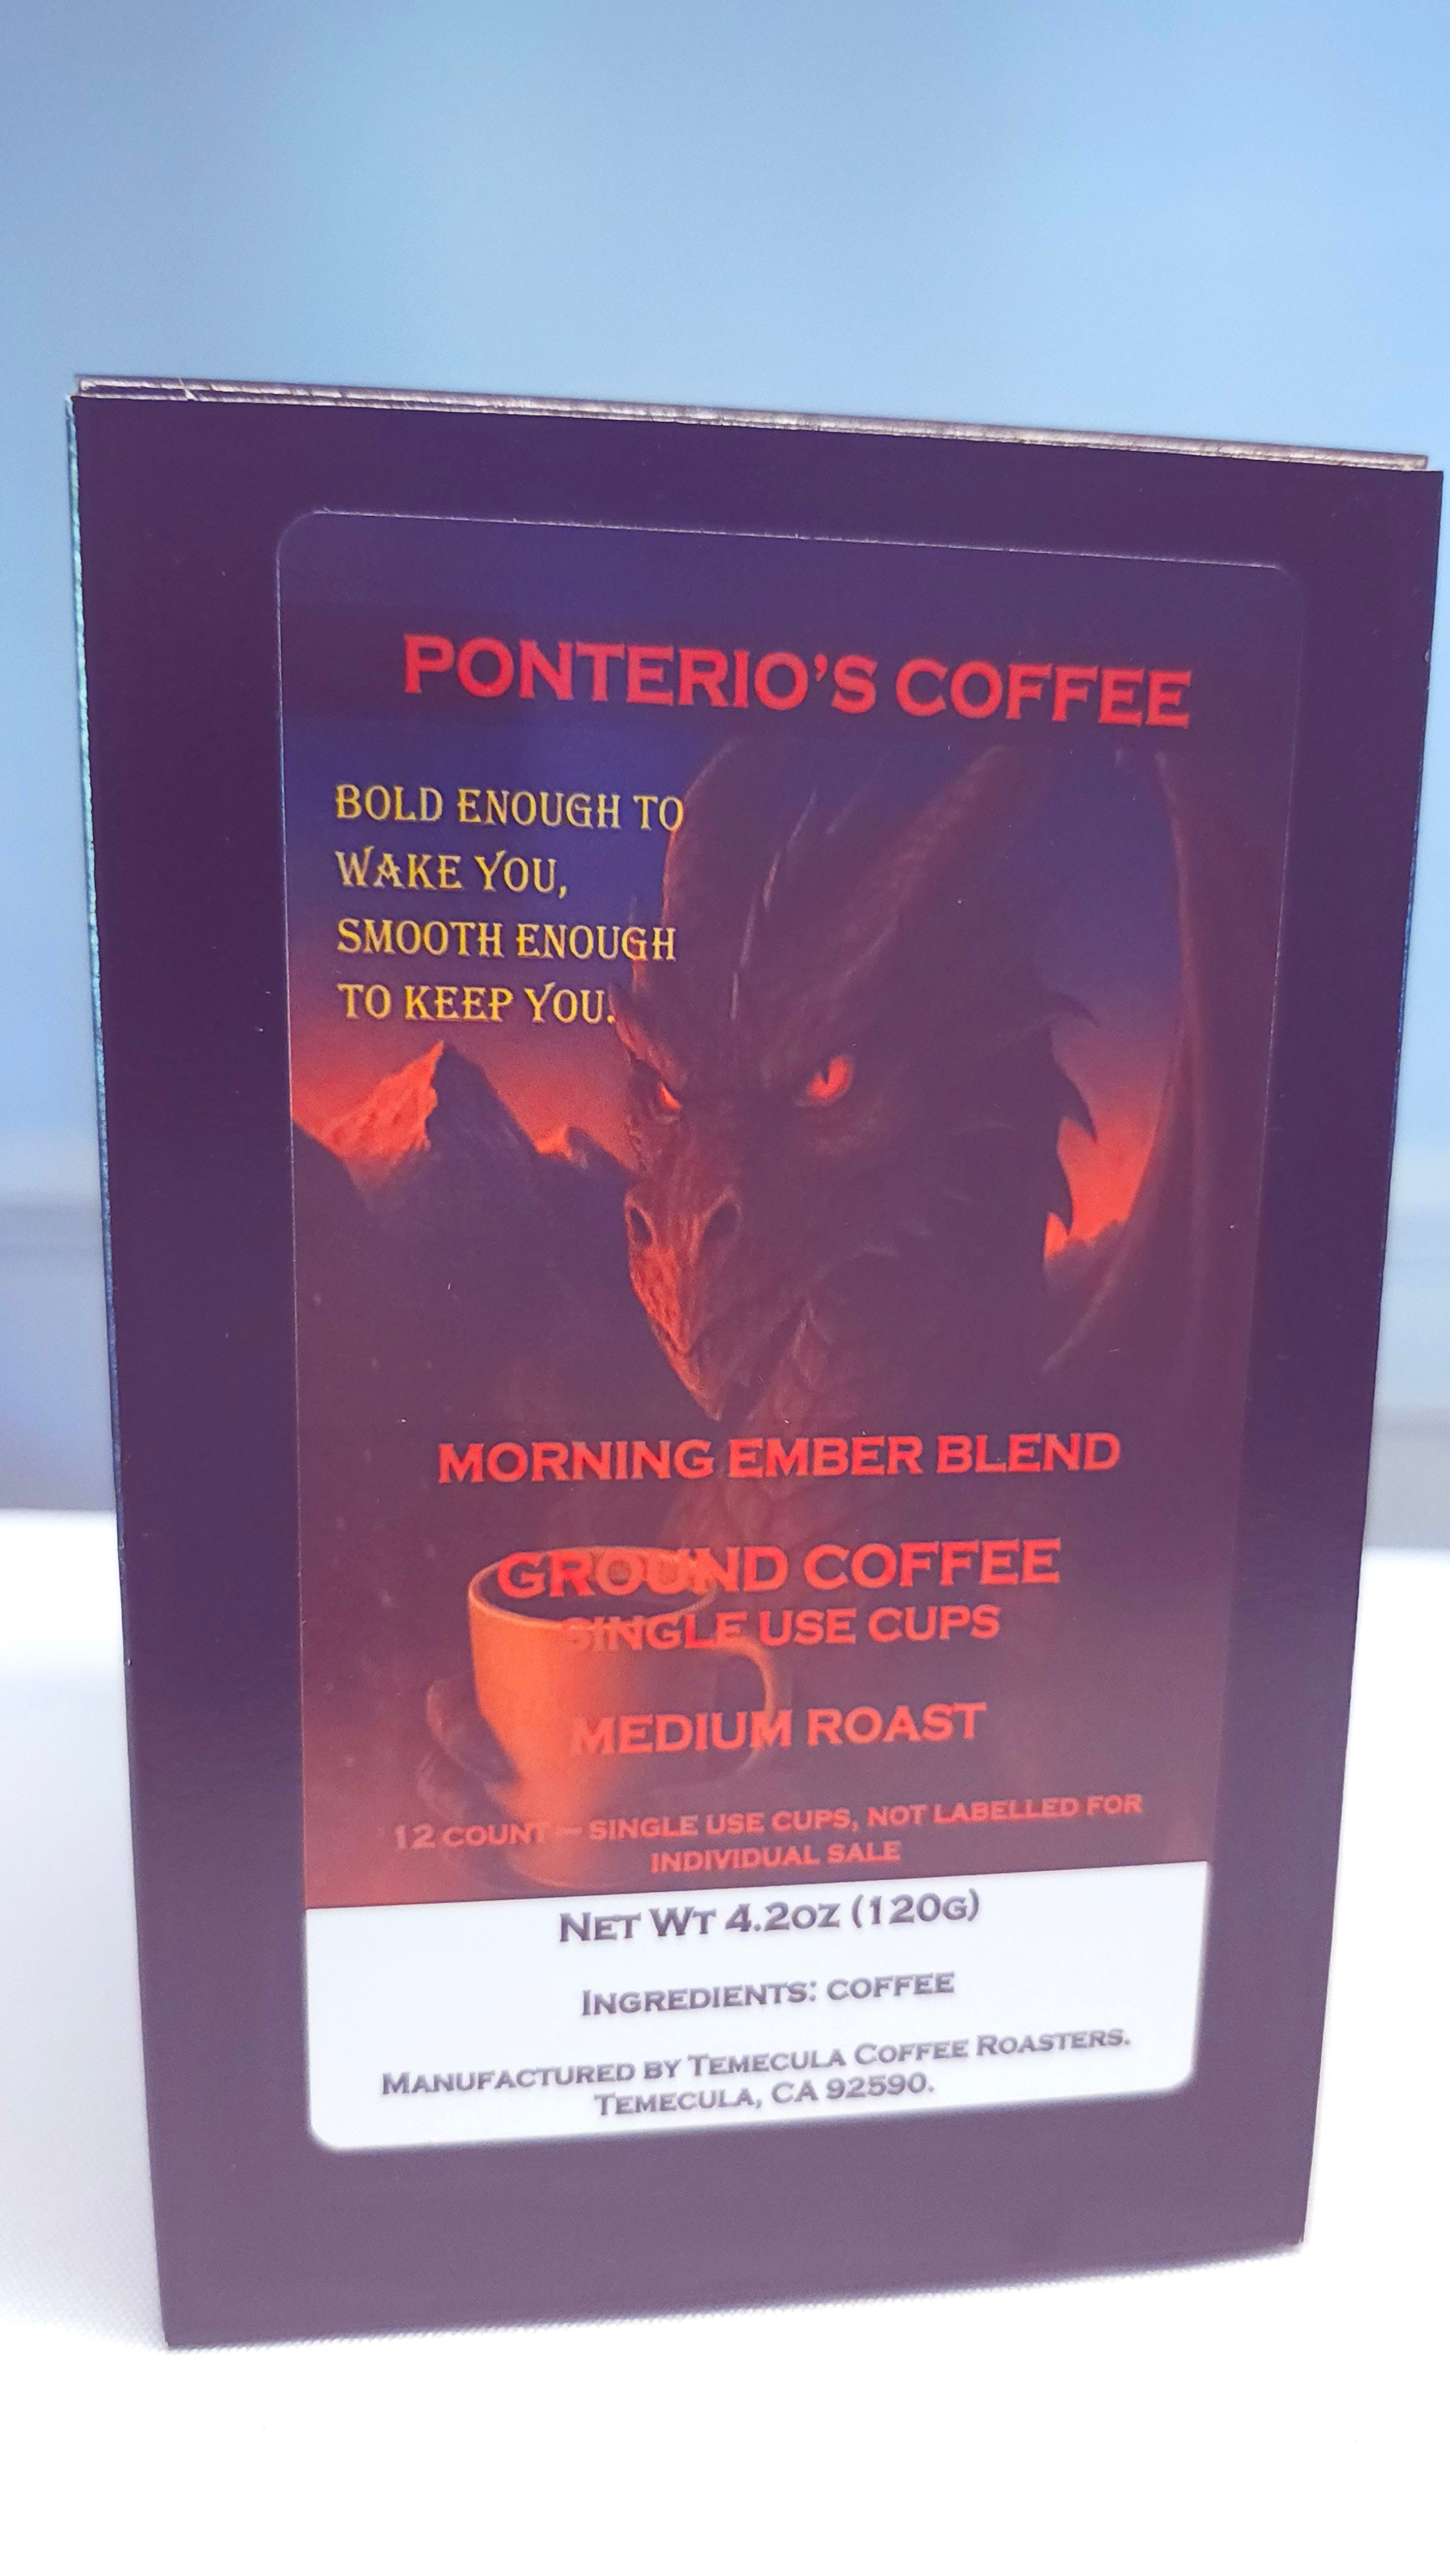 PONTERIO'S COFFEE
BOLD ENOUGH TO
WAKE YOU,
SMOOTH ENOUGH
TO KEEP YOU.
MORNING EMBER BLEND
GROUND COFFEE
SINGLE USE CUPS
MEDIUM ROAST
12 COUNT – SINGLE USE CUPS, NOT LABELLED FOR
INDIVIDUAL SALE
NET WT 4.2OZ (120G)
INGREDIENTS: COFFEE
MANUFACTURED BY TEMECULA COFFEE ROASTERS.
TEMECULA, CA 92590.